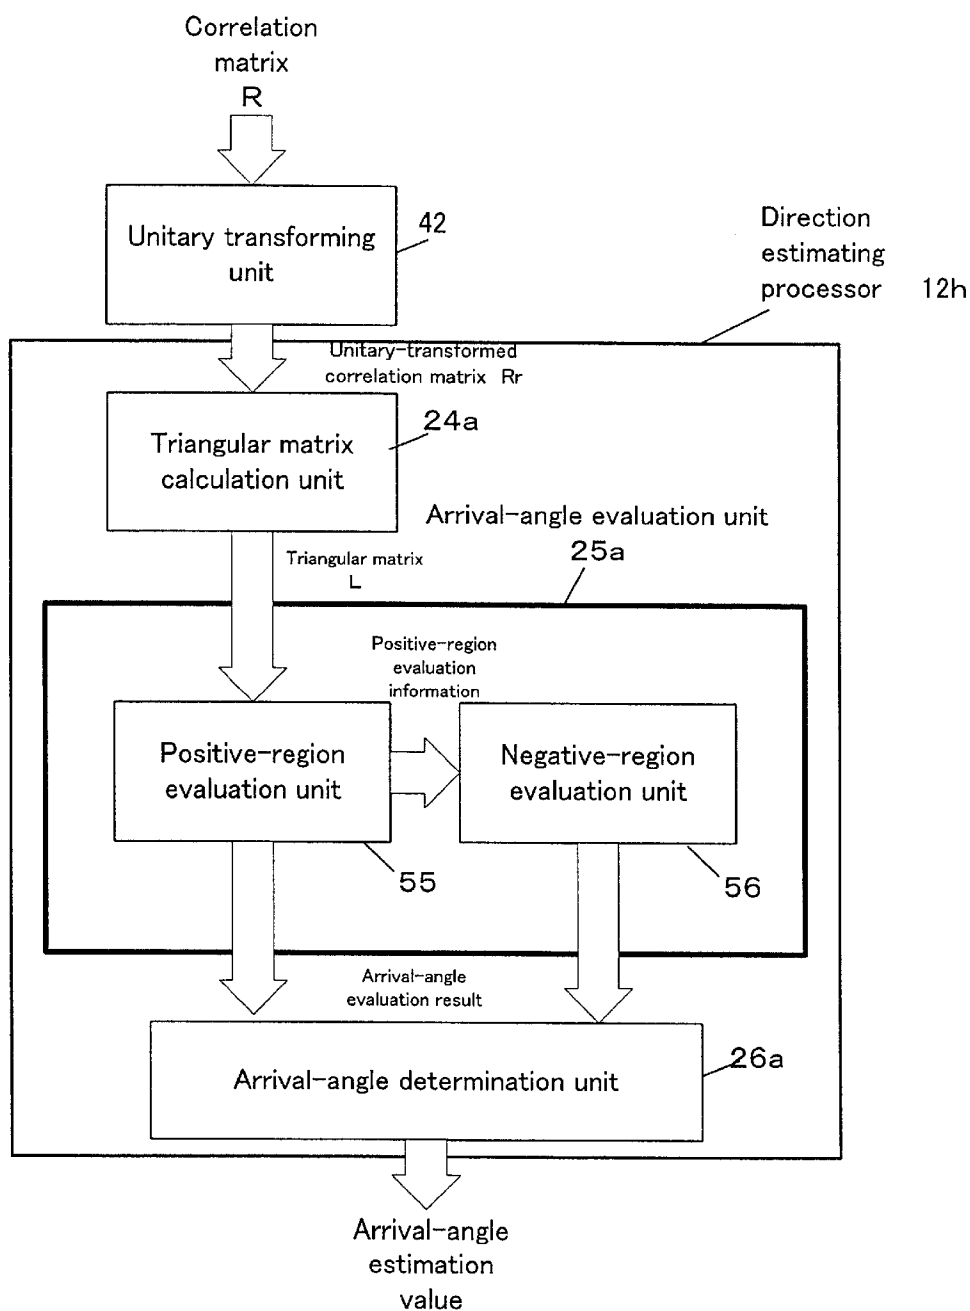 Correlation
matrix
R
Unitary transforming
unit
42
Direction
estimating
processor 12h
Unitary-transformed
correlation matrix Rr
Triangular matrix
calculation unit
24a
Arrival-angle evaluation unit
25a
Triangular matrix
L
Positive-region
evaluation
information
Positive-region
evaluation unit
Negative-region
evaluation unit
55
56
Arrival-angle
evaluation result
Arrival-angle determination unit
26a
Arrival-angle
estimation
value